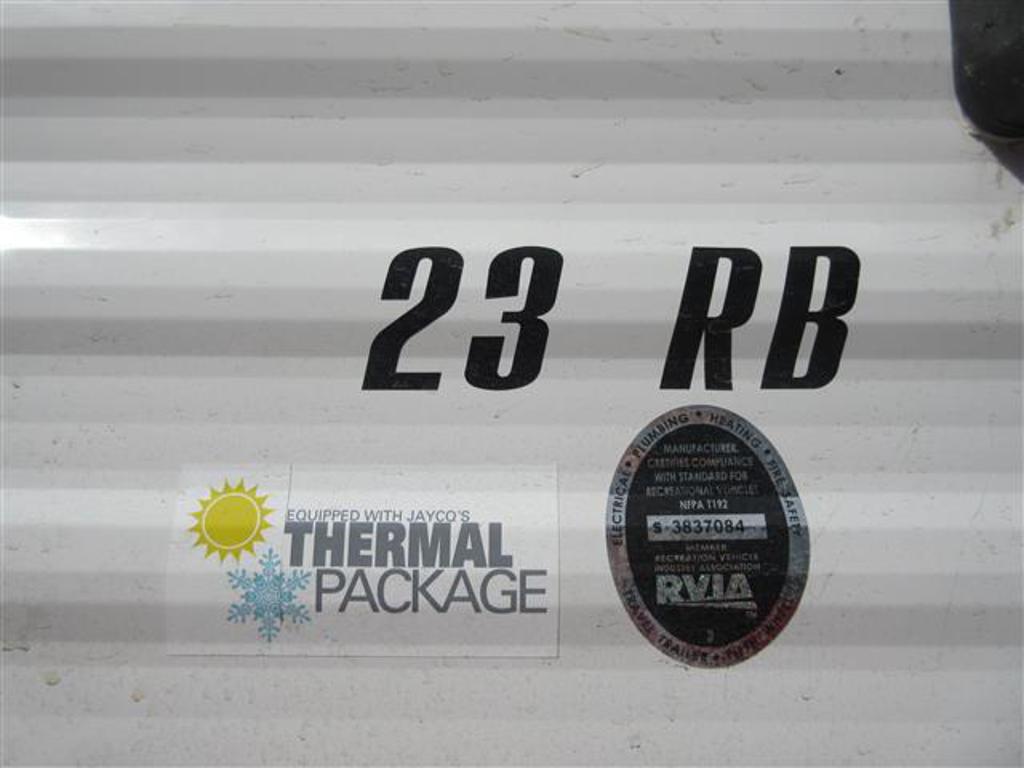 23 RB
EQUIPPED WITH JAYCO'S
THERMAL
PACKAGE
ELECTRICAL • PLUMBING • HEATING • FIRE SAFETY
MANUFACTURER
CERTIFIES COMPLIANCE
WITH STANDARD FOR
RECREATIONAL VEHICLES
NFPA 1192
S-3837084
MEMBER
RECREATION VEHICLE
INDUSTRY ASSOCIATION
RVIA
TRAVEL TRAILER •